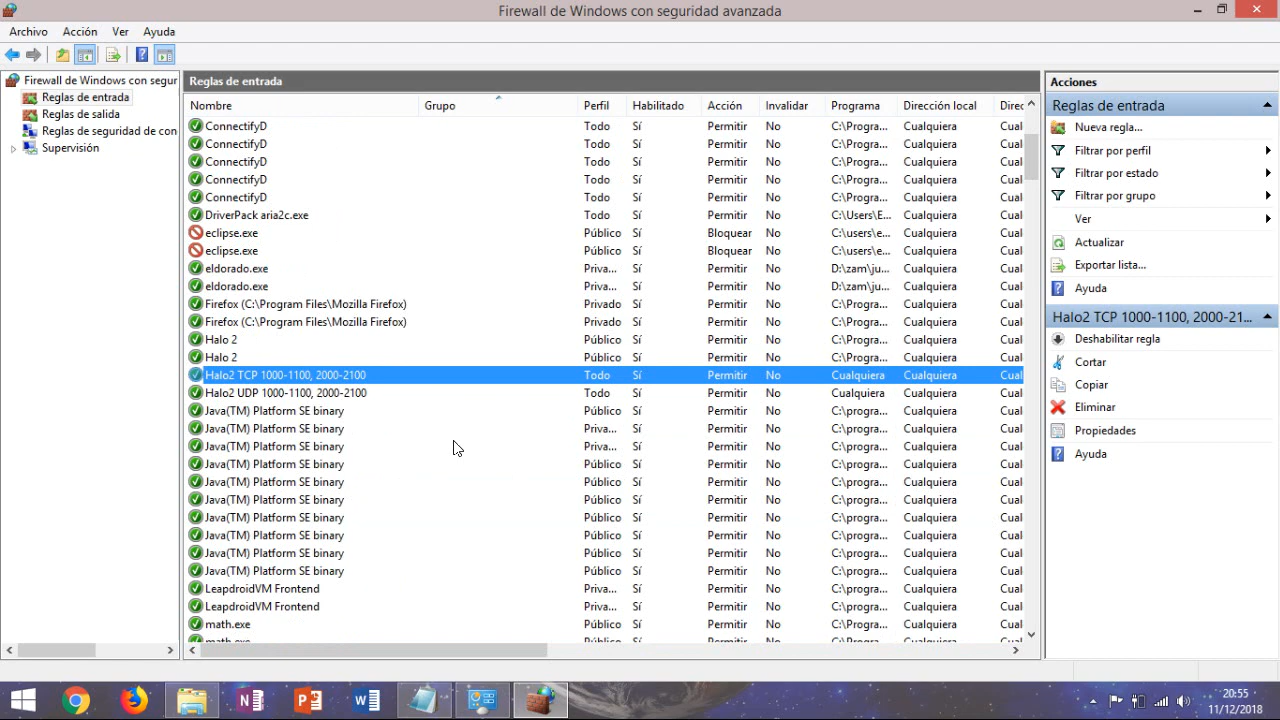 Firewall de Windows con seguridad avanzada
Archivo Acción Ver Ayuda
Firewall de Windows con segur
Reglas de entrada
Reglas de salida
Reglas de seguridad de con
Supervisión
Reglas de entrada
Nombre Grupo Perfil Habilitado Acción Invalidar Programa Dirección local Direc
ConnectifyD Todo Sí Permitir No C:\Progra... Cualquiera Cual
ConnectifyD Todo Sí Permitir No C:\Progra... Cualquiera Cual
ConnectifyD Todo Sí Permitir No C:\Progra... Cualquiera Cual
ConnectifyD Todo Sí Permitir No C:\Progra... Cualquiera Cual
ConnectifyD Todo Sí Permitir No C:\Progra... Cualquiera Cual
DriverPack aria2c.exe Todo Sí Permitir No C:\Users\E... Cualquiera Cual
eclipse.exe Público Sí Bloquear No C:\users\e... Cualquiera Cual
eclipse.exe Público Sí Bloquear No C:\users\e... Cualquiera Cual
eldorado.exe Priva... Sí Permitir No D:\zam\ju... Cualquiera Cual
eldorado.exe Priva... Sí Permitir No D:\zam\ju... Cualquiera Cual
Firefox (C:\Program Files\Mozilla Firefox) Privado Sí Permitir No C:\Progra... Cualquiera Cual
Firefox (C:\Program Files\Mozilla Firefox) Privado Sí Permitir No C:\Progra... Cualquiera Cual
Halo 2 Público Sí Permitir No C:\Progra... Cualquiera Cual
Halo 2 Público Sí Permitir No C:\Progra... Cualquiera Cual
Halo2 TCP 1000-1100, 2000-2100 Todo Sí Permitir No Cualquiera Cualquiera Cual
Halo2 UDP 1000-1100, 2000-2100 Todo Sí Permitir No Cualquiera Cualquiera Cual
Java(TM) Platform SE binary Público Sí Permitir No C:\progra... Cualquiera Cual
Java(TM) Platform SE binary Priva... Sí Permitir No C:\progra... Cualquiera Cual
Java(TM) Platform SE binary Priva... Sí Permitir No C:\progra... Cualquiera Cual
Java(TM) Platform SE binary Público Sí Permitir No C:\progra... Cualquiera Cual
Java(TM) Platform SE binary Público Sí Permitir No C:\progra... Cualquiera Cual
Java(TM) Platform SE binary Público Sí Permitir No C:\progra... Cualquiera Cual
Java(TM) Platform SE binary Público Sí Permitir No C:\progra... Cualquiera Cual
Java(TM) Platform SE binary Público Sí Permitir No C:\progra... Cualquiera Cual
Java(TM) Platform SE binary Público Sí Permitir No C:\progra... Cualquiera Cual
Java(TM) Platform SE binary Público Sí Permitir No C:\progra... Cualquiera Cual
LeapdroidVM Frontend Priva... Sí Permitir No C:\Progra... Cualquiera Cual
LeapdroidVM Frontend Priva... Sí Permitir No C:\Progra... Cualquiera Cual
math.exe Público Sí Permitir No C:\Progra... Cualquiera Cual
math.exe Público Sí Permitir No C:\Progra... Cualquiera Cual
Acciones
Reglas de entrada
Nueva regla...
Filtrar por perfil
Filtrar por estado
Filtrar por grupo
Ver
Actualizar
Exportar lista...
Ayuda
Halo2 TCP 1000-1100, 2000-21...
Deshabilitar regla
Cortar
Copiar
Eliminar
Propiedades
Ayuda
20:55
11/12/2018